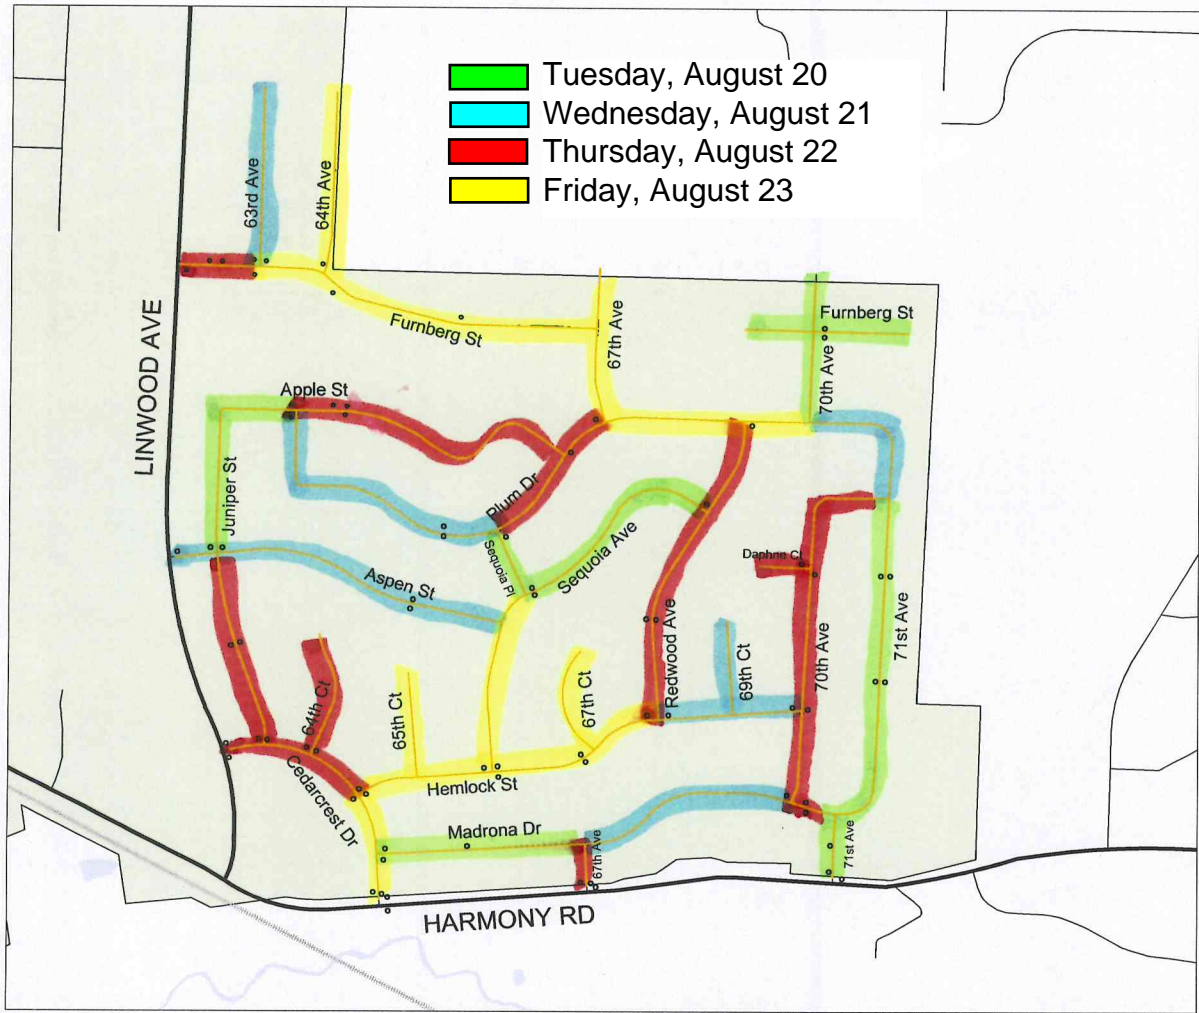 Tuesday, August 20
Wednesday, August 21
Thursday, August 22
Friday, August 23
63rd Ave
64th Ave
Furnberg St
67th Ave
Furnberg St
70th Ave
LINWOOD AVE
Apple St
Juniper St
Plum Dr
Sequoia Pl
Sequoia Ave
Daphne Ct
Aspen St
Redwood Ave
69th Ct
70th Ave
71st Ave
64th Ct
65th Ct
67th Ct
Cedarcrest Dr
Hemlock St
Madrona Dr
67th Ave
71st Ave
HARMONY RD